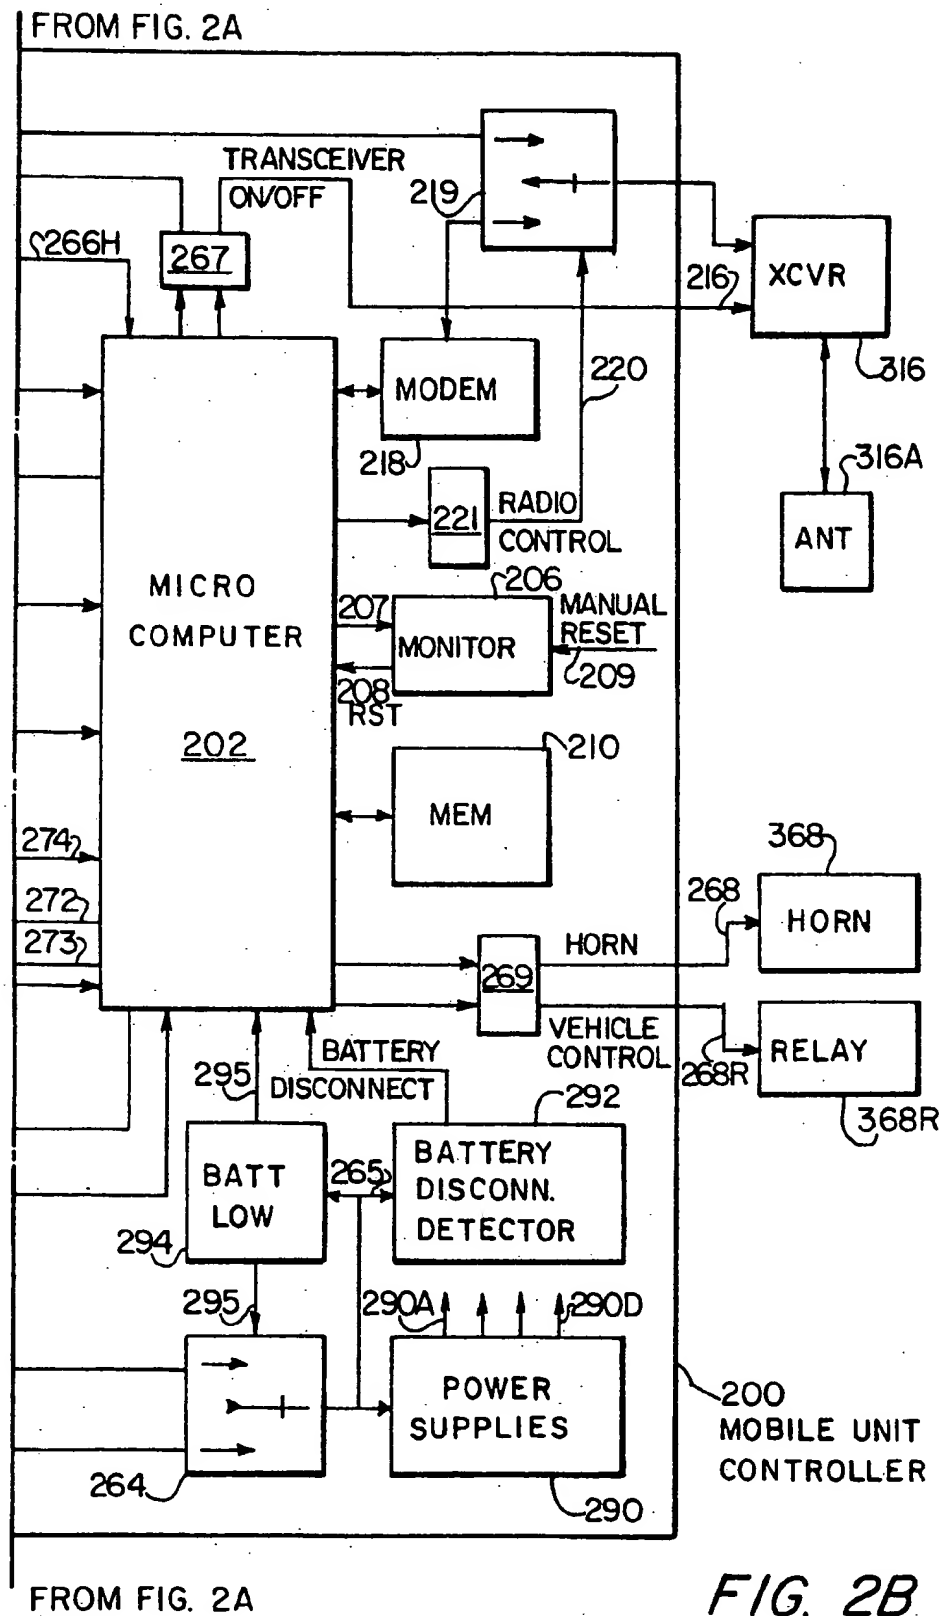 FROM FIG. 2A
TRANSCEIVER
ON/OFF
219
266H
267
216
XCVR
316
MODEM
218
220
316A
ANT
221
RADIO
CONTROL
206
MICRO
COMPUTER
202
207
MONITOR
MANUAL
RESET
209
208
RST
210
MEM
274
272
273
368
268
HORN
HORN
269
VEHICLE
CONTROL
268R
RELAY
368R
BATTERY
DISCONNECT
295
292
BATT
LOW
294
265
BATTERY
DISCONN.
DETECTOR
295
290A
290D
264
POWER
SUPPLIES
290
200
MOBILE UNIT
CONTROLLER
FROM FIG. 2A
FIG. 2B